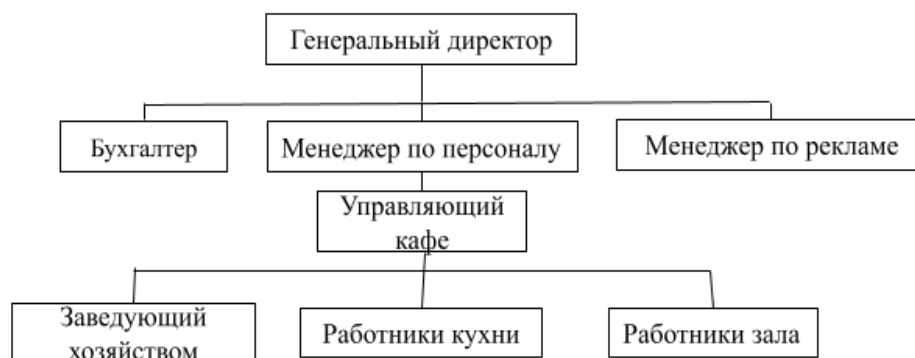 Генеральный директор
Бухгалтер
Менеджер по персоналу
Менеджер по рекламе
Управляющий
кафе
Заведующий
хозяйством
Работники кухни
Работники зала